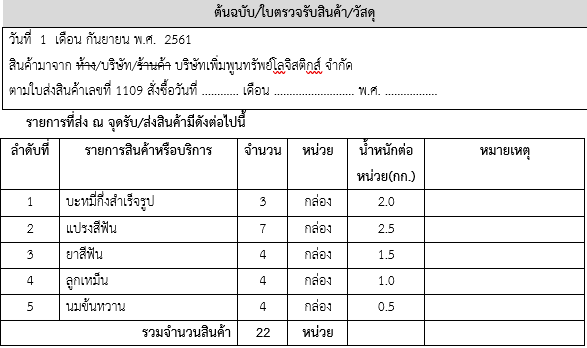 ต้นฉบับ/ใบตรวจรับสินค้า/วัสดุ
วันที่ 1 เดือน กันยายน พ.ศ. 2561
สินค้ามาจาก ห้าง/บริษัท/ร้านค้า บริษัทเพิ่มพูนทรัพย์โลจิสติกส์ จำกัด
ตามใบส่งสินค้าเลขที่ 1109 สั่งซื้อวันที่ ............ เดือน .......................... พ.ศ. .................
รายการที่ส่ง ณ จุดรับ/ส่งสินค้ามีดังต่อไปนี้
ลำดับที่ รายการสินค้าหรือบริการ จำนวน หน่วย น้ำหนักต่อ หมายเหตุ
หน่วย(กก.)
1 บะหมี่กึ่งสำเร็จรูป 3 กล่อง 2.0
2 แปรงสีฟัน 7 กล่อง 2.5
3 ยาสีฟัน 4 กล่อง 1.5
4 ลูกเหม็น 4 กล่อง 1.0
5 นมข้นหวาน 4 กล่อง 0.5
รวมจำนวนสินค้า 22 หน่วย